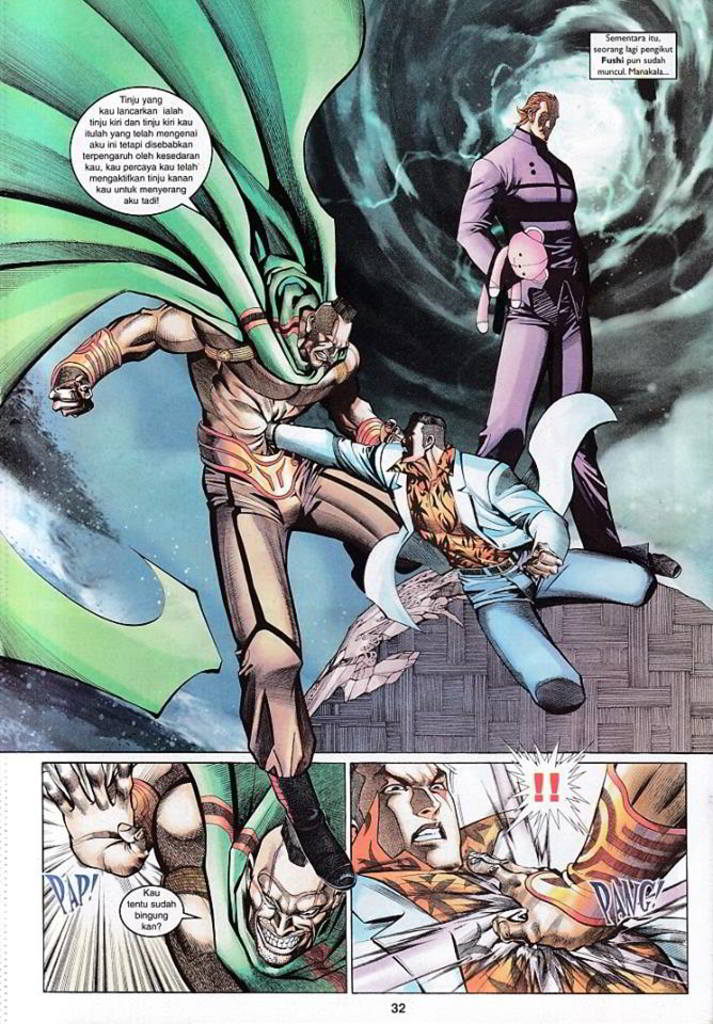 Sementara itu,
seorang lagi pengikut
Fushi pun sudah
muncul. Manakala...
Tinju yang
kau lancarkan ialah
tinju kiri dan tinju kiri kau
itulah yang telah mengenai
aku ini tetapi disebabkan
terpengaruh oleh kesedaran
kau, kau percaya kau telah
mengaktifkan tinju kanan
kau untuk menyerang
aku tadi!
PAP!
Kau
tentu sudah
bingung
kan?
!!
PANG!
32